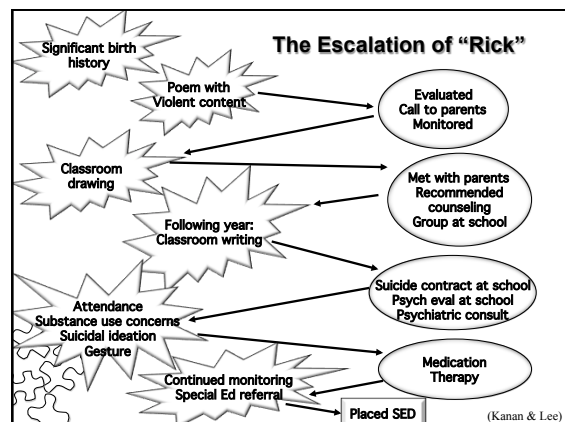 The Escalation of “Rick”
Significant birth
history
Poem with
Violent content
Evaluated
Call to parents
Monitored
Classroom
drawing
Met with parents
Recommended
counseling
Group at school
Following year:
Classroom writing
Suicide contract at school
Psych eval at school
Psychiatric consult
Attendance
Substance use concerns
Suicidal ideation
Gesture
Medication
Therapy
Continued monitoring
Special Ed referral
Placed SED
(Kanan & Lee)